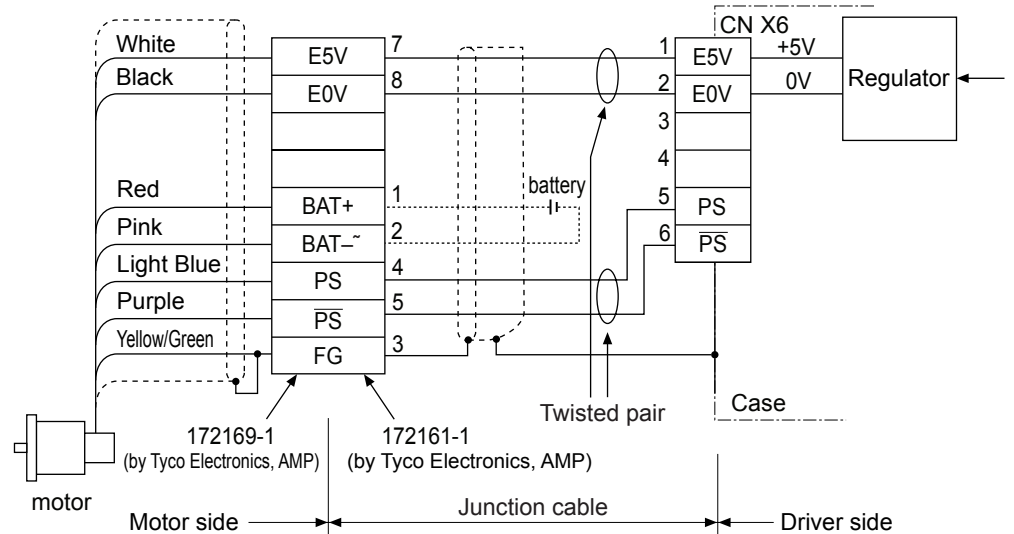 CN X6
White 7 1 +5V
E5V E5V
Black 8 2 0V Regulator
E0V E0V
3
4
Red 1 battery 5
BAT+ PS
Pink 2 6
BAT–˜ P̅S̅
Light Blue 4
PS
Purple 5
P̅S̅
Yellow/Green 3
FG
Twisted pair Case
172169-1 172161-1
(by Tyco Electronics, AMP) (by Tyco Electronics, AMP)
motor
Motor side Junction cable Driver side